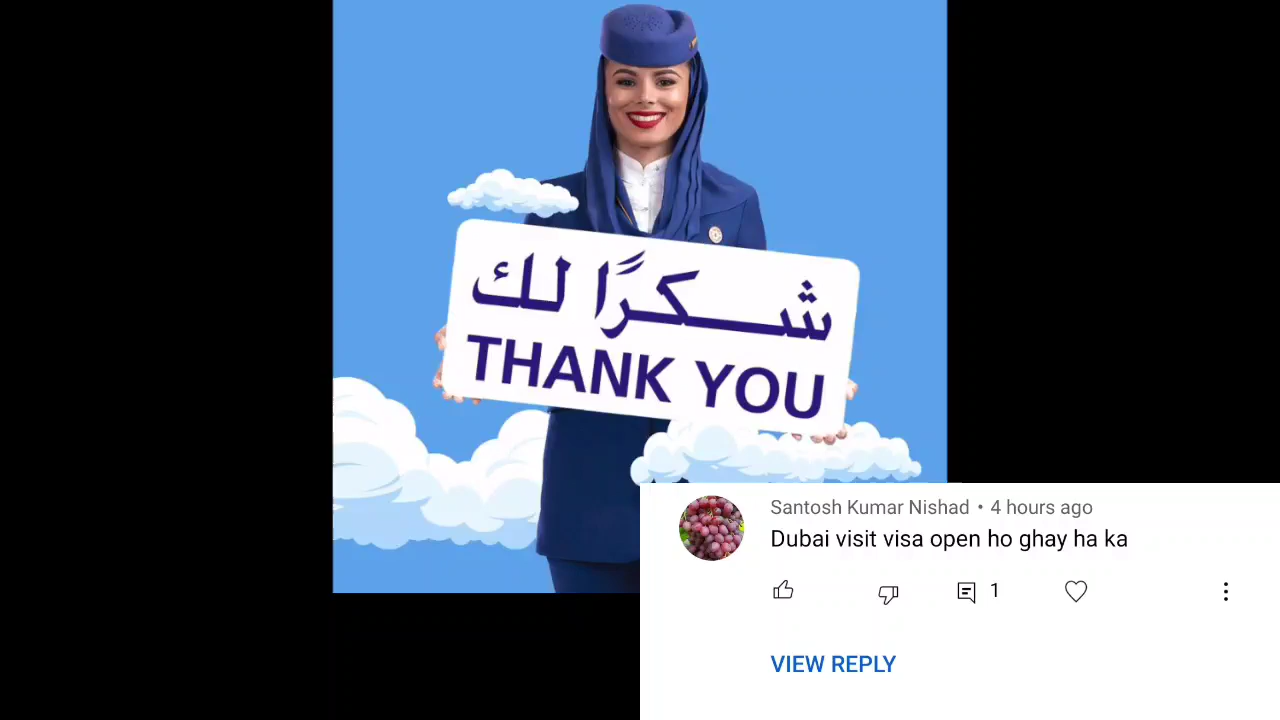 شكرًا لك
THANK YOU
Santosh Kumar Nishad • 4 hours ago
Dubai visit visa open ho ghay ha ka
1
VIEW REPLY